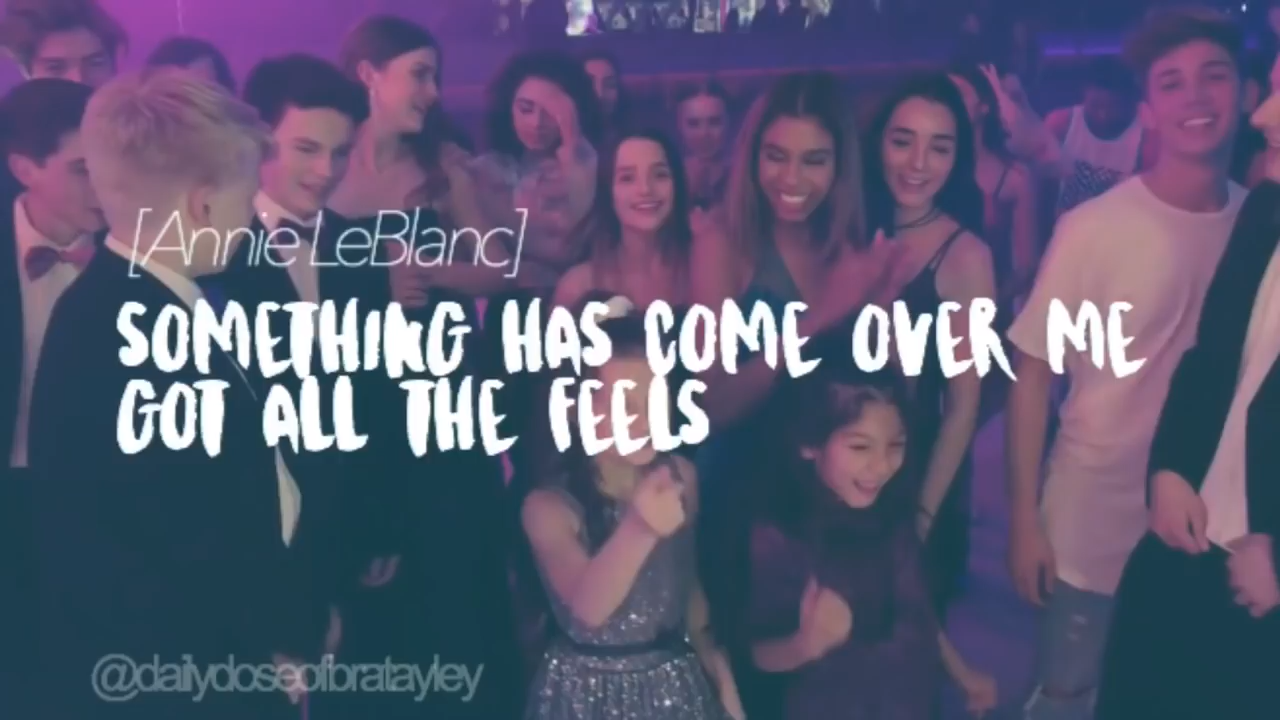 [Annie LeBlanc]
SOMETHING HAS COME OVER ME
GOT ALL THE FEELS
@dailydoseofbratayley